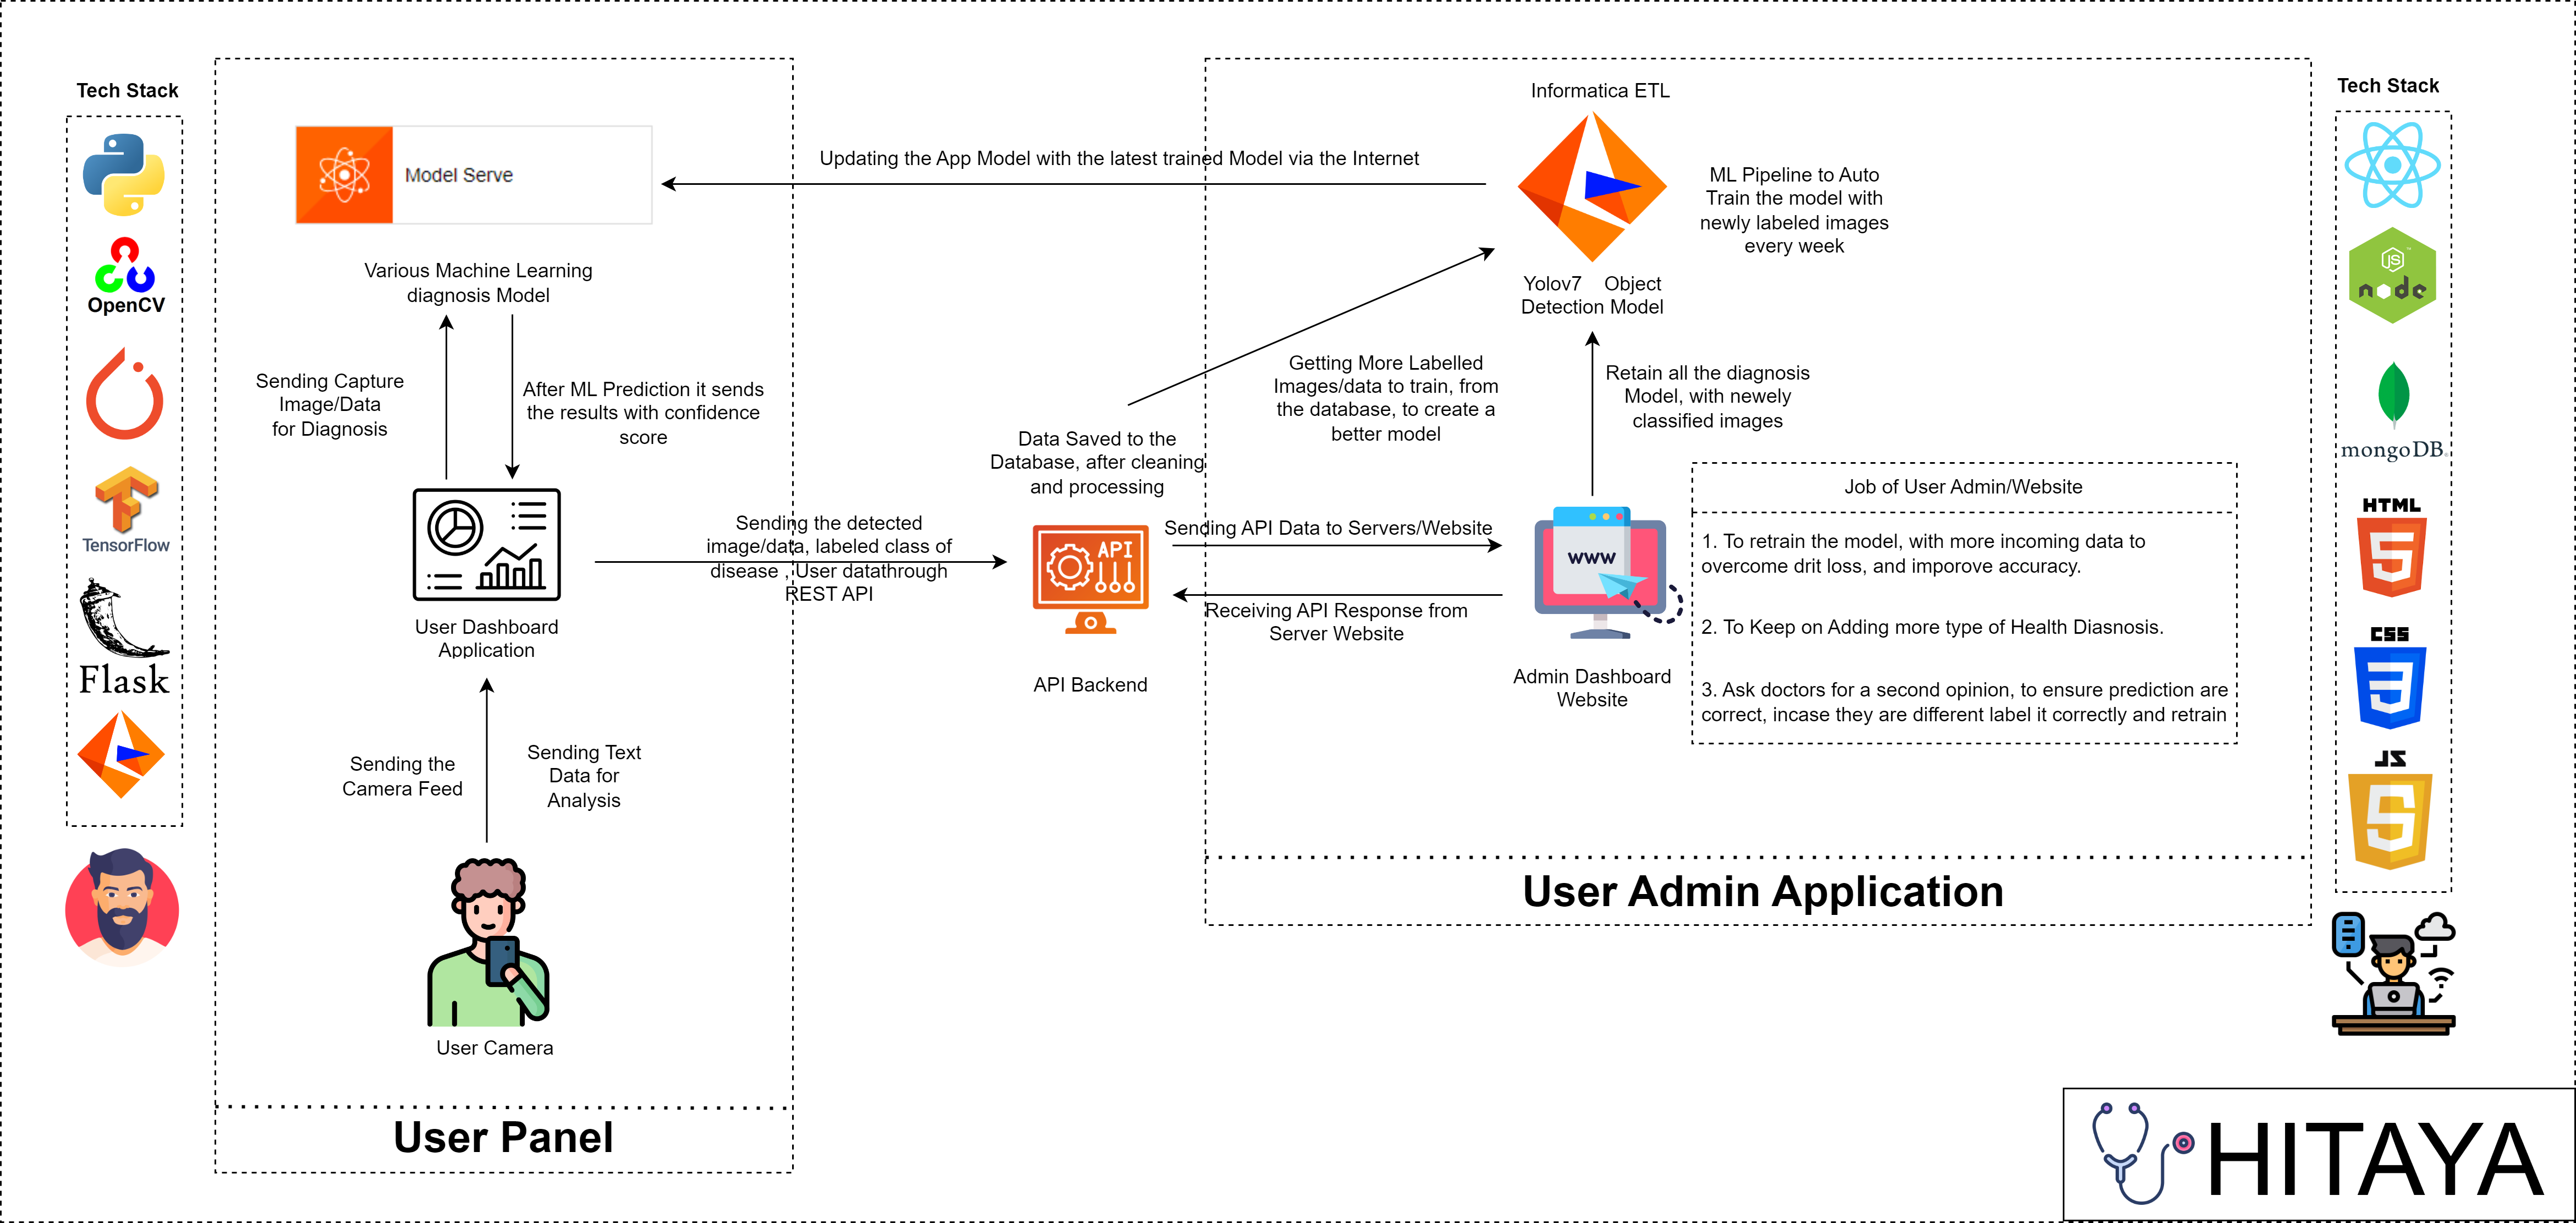 Tech Stack
OpenCV
TensorFlow
Flask
Model Serve
Various Machine Learning
diagnosis Model
Sending Capture
Image/Data
for Diagnosis
After ML Prediction it sends
the results with confidence
score
User Dashboard
Application
Sending the
Camera Feed
Sending Text
Data for
Analysis
User Camera
User Panel
Updating the App Model with the latest trained Model via the Internet
Sending the detected
image/data, labeled class of
disease , User datathrough
REST API
Data Saved to the
Database, after cleaning
and processing
API
API Backend
Informatica ETL
ML Pipeline to Auto
Train the model with
newly labeled images
every week
Yolov7 Object
Detection Model
Getting More Labelled
Images/data to train, from
the database, to create a
better model
Retain all the diagnosis
Model, with newely
classified images
Sending API Data to Servers/Website
Receiving API Response from
Server Website
www
Admin Dashboard
Website
Job of User Admin/Website
1. To retrain the model, with more incoming data to
overcome drit loss, and imporove accuracy.
2. To Keep on Adding more type of Health Diasnosis.
3. Ask doctors for a second opinion, to ensure prediction are
correct, incase they are different label it correctly and retrain
User Admin Application
Tech Stack
JS
node
mongoDB
HTML
5
CSS
3
JS
5
HITAYA